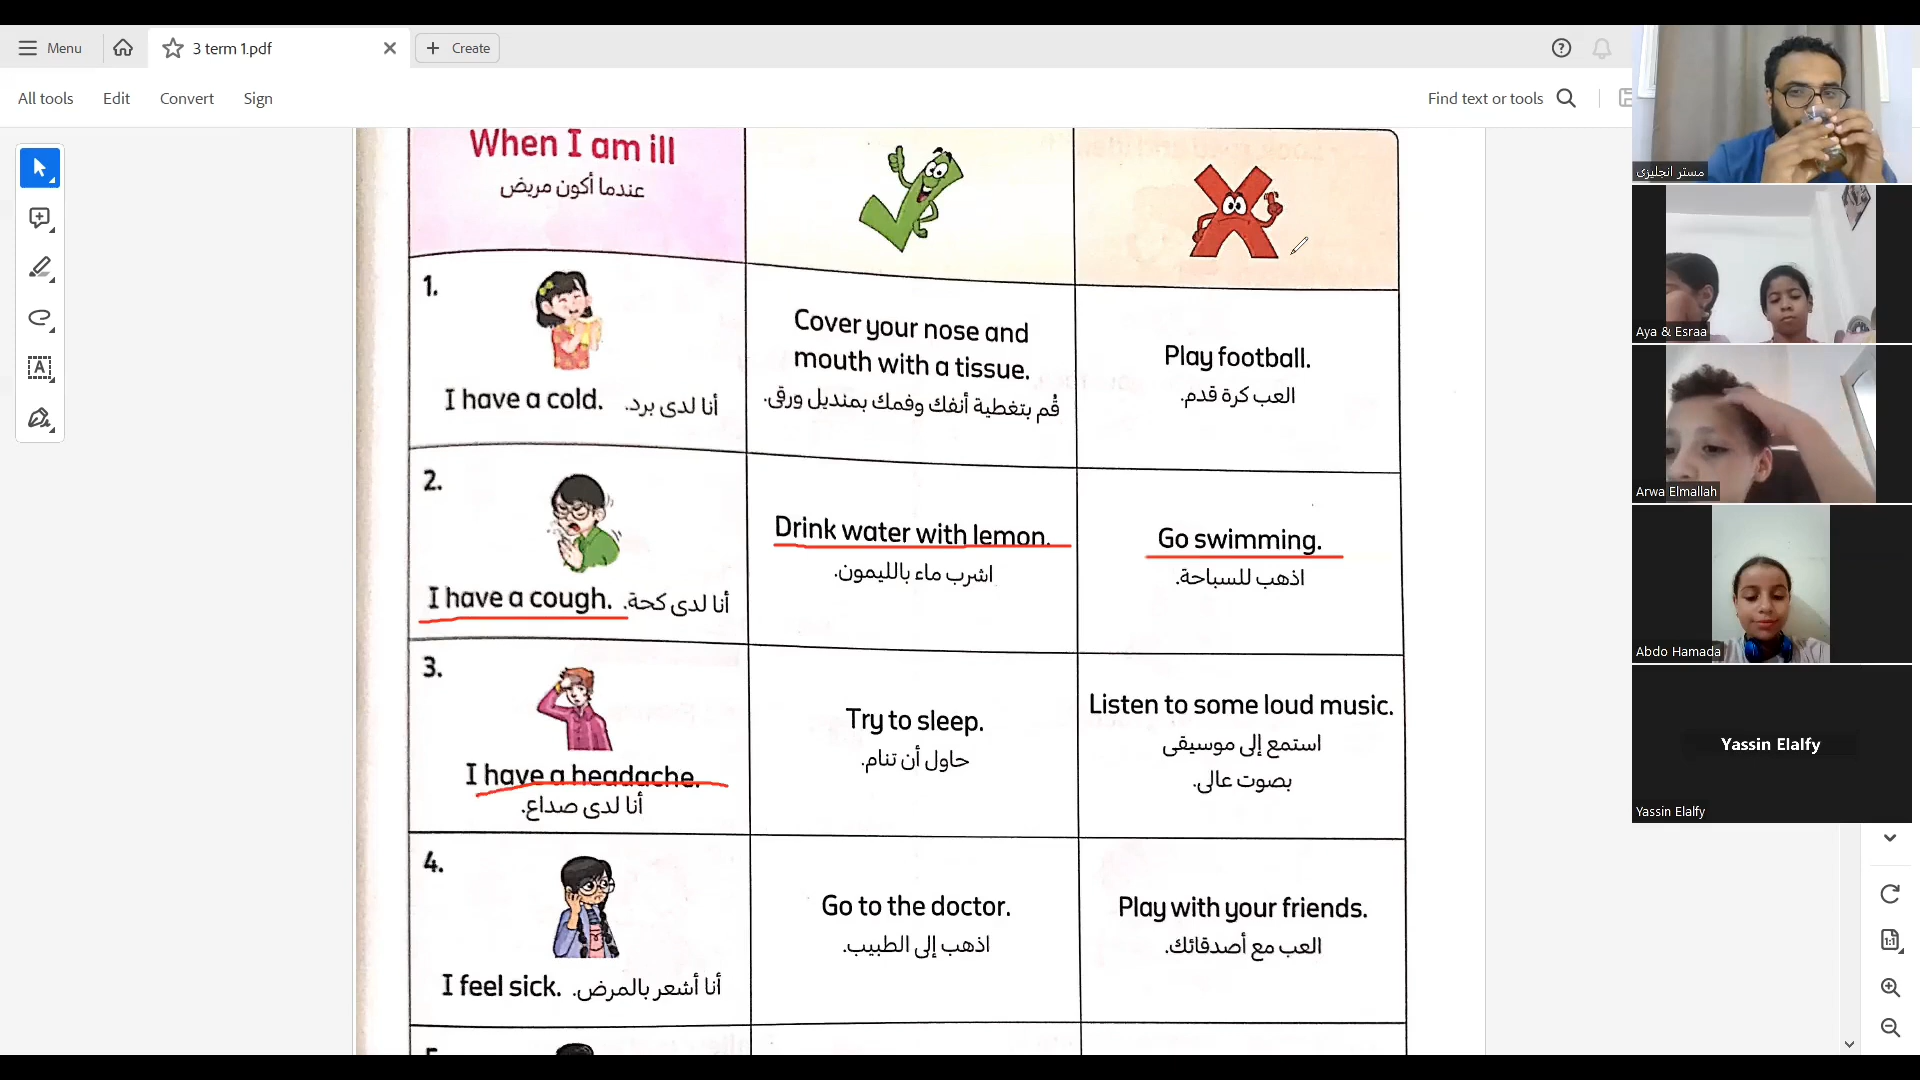 Menu
3 term 1.pdf
Create
All tools
Edit
Convert
Sign
Find text or tools
When I am ill
عندما أكون مريض
1.
I have a cold. أنا لدى برد.
Cover your nose and
mouth with a tissue.
قُم بتغطية أنفك وفمك بمنديل ورقى.
Play football.
العب كرة قدم.
2.
I have a cough. أنا لدى كحة.
Drink water with lemon.
اشرب ماء بالليمون.
Go swimming.
اذهب للسباحة.
3.
I have a headache.
أنا لدى صداع.
Try to sleep.
حاول أن تنام.
Listen to some loud music.
استمع إلى موسيقى
بصوت عالى.
4.
I feel sick. أنا أشعر بالمرض.
Go to the doctor.
اذهب إلى الطبيب.
Play with your friends.
العب مع أصدقائك.
مستر انجليزى
Aya & Esraa
Arwa Elmallah
Abdo Hamada
Yassin Elalfy
Yassin Elalfy